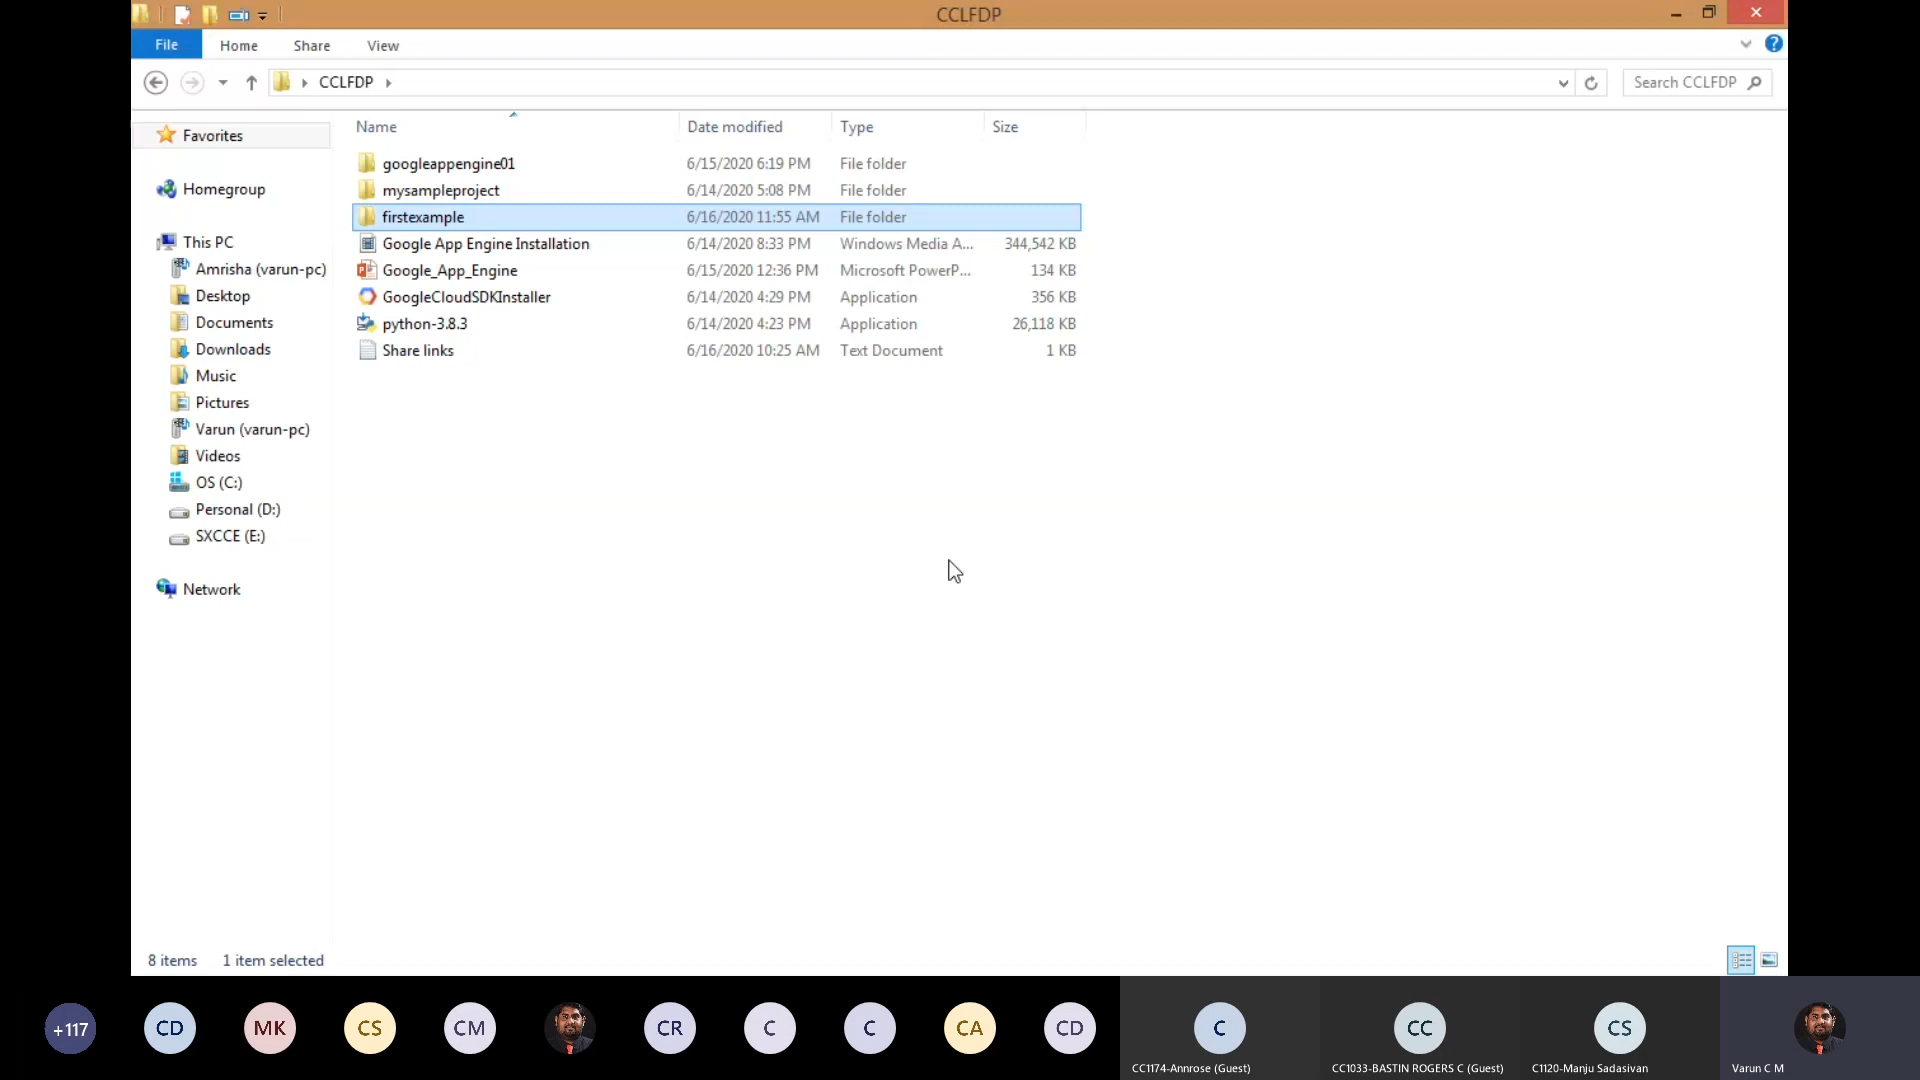 CCLFDP
File Home Share View
CCLFDP Search CCLFDP
Name Date modified Type Size
Favorites
Homegroup
This PC
Amrisha (varun-pc)
Desktop
Documents
Downloads
Music
Pictures
Varun (varun-pc)
Videos
OS (C:)
Personal (D:)
SXCCE (E:)
Network
googleappengine01 6/15/2020 6:19 PM File folder
mysampleproject 6/14/2020 5:08 PM File folder
firstexample 6/16/2020 11:55 AM File folder
Google App Engine Installation 6/14/2020 8:33 PM Windows Media A... 344,542 KB
Google_App_Engine 6/15/2020 12:36 PM Microsoft PowerP... 134 KB
GoogleCloudSDKInstaller 6/14/2020 4:29 PM Application 356 KB
python-3.8.3 6/14/2020 4:23 PM Application 26,118 KB
Share links 6/16/2020 10:25 AM Text Document 1 KB
8 items 1 item selected
+117 CD MK CS CM CR C C CA CD C CC CS
CC1174-Annrose (Guest) CC1033-BASTIN ROGERS C (Guest) C1120-Manju Sadasivan Varun C M